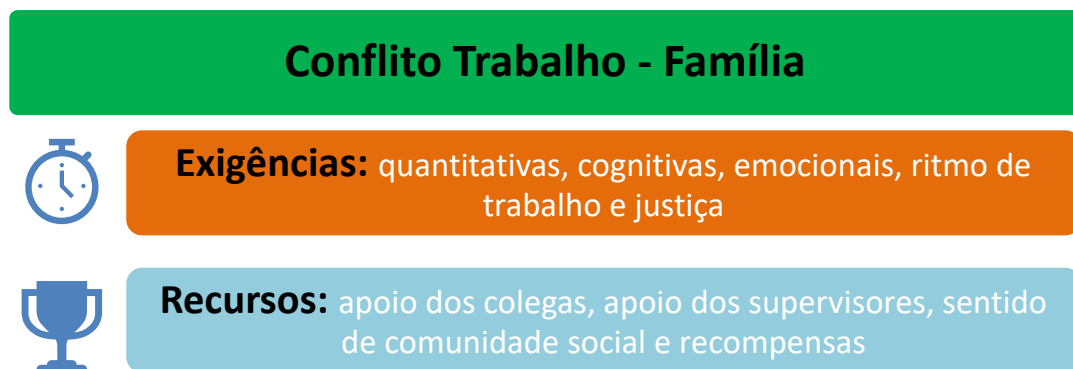 Conflito Trabalho - Família
Exigências: quantitativas, cognitivas, emocionais, ritmo de
trabalho e justiça
Recursos: apoio dos colegas, apoio dos supervisores, sentido
de comunidade social e recompensas